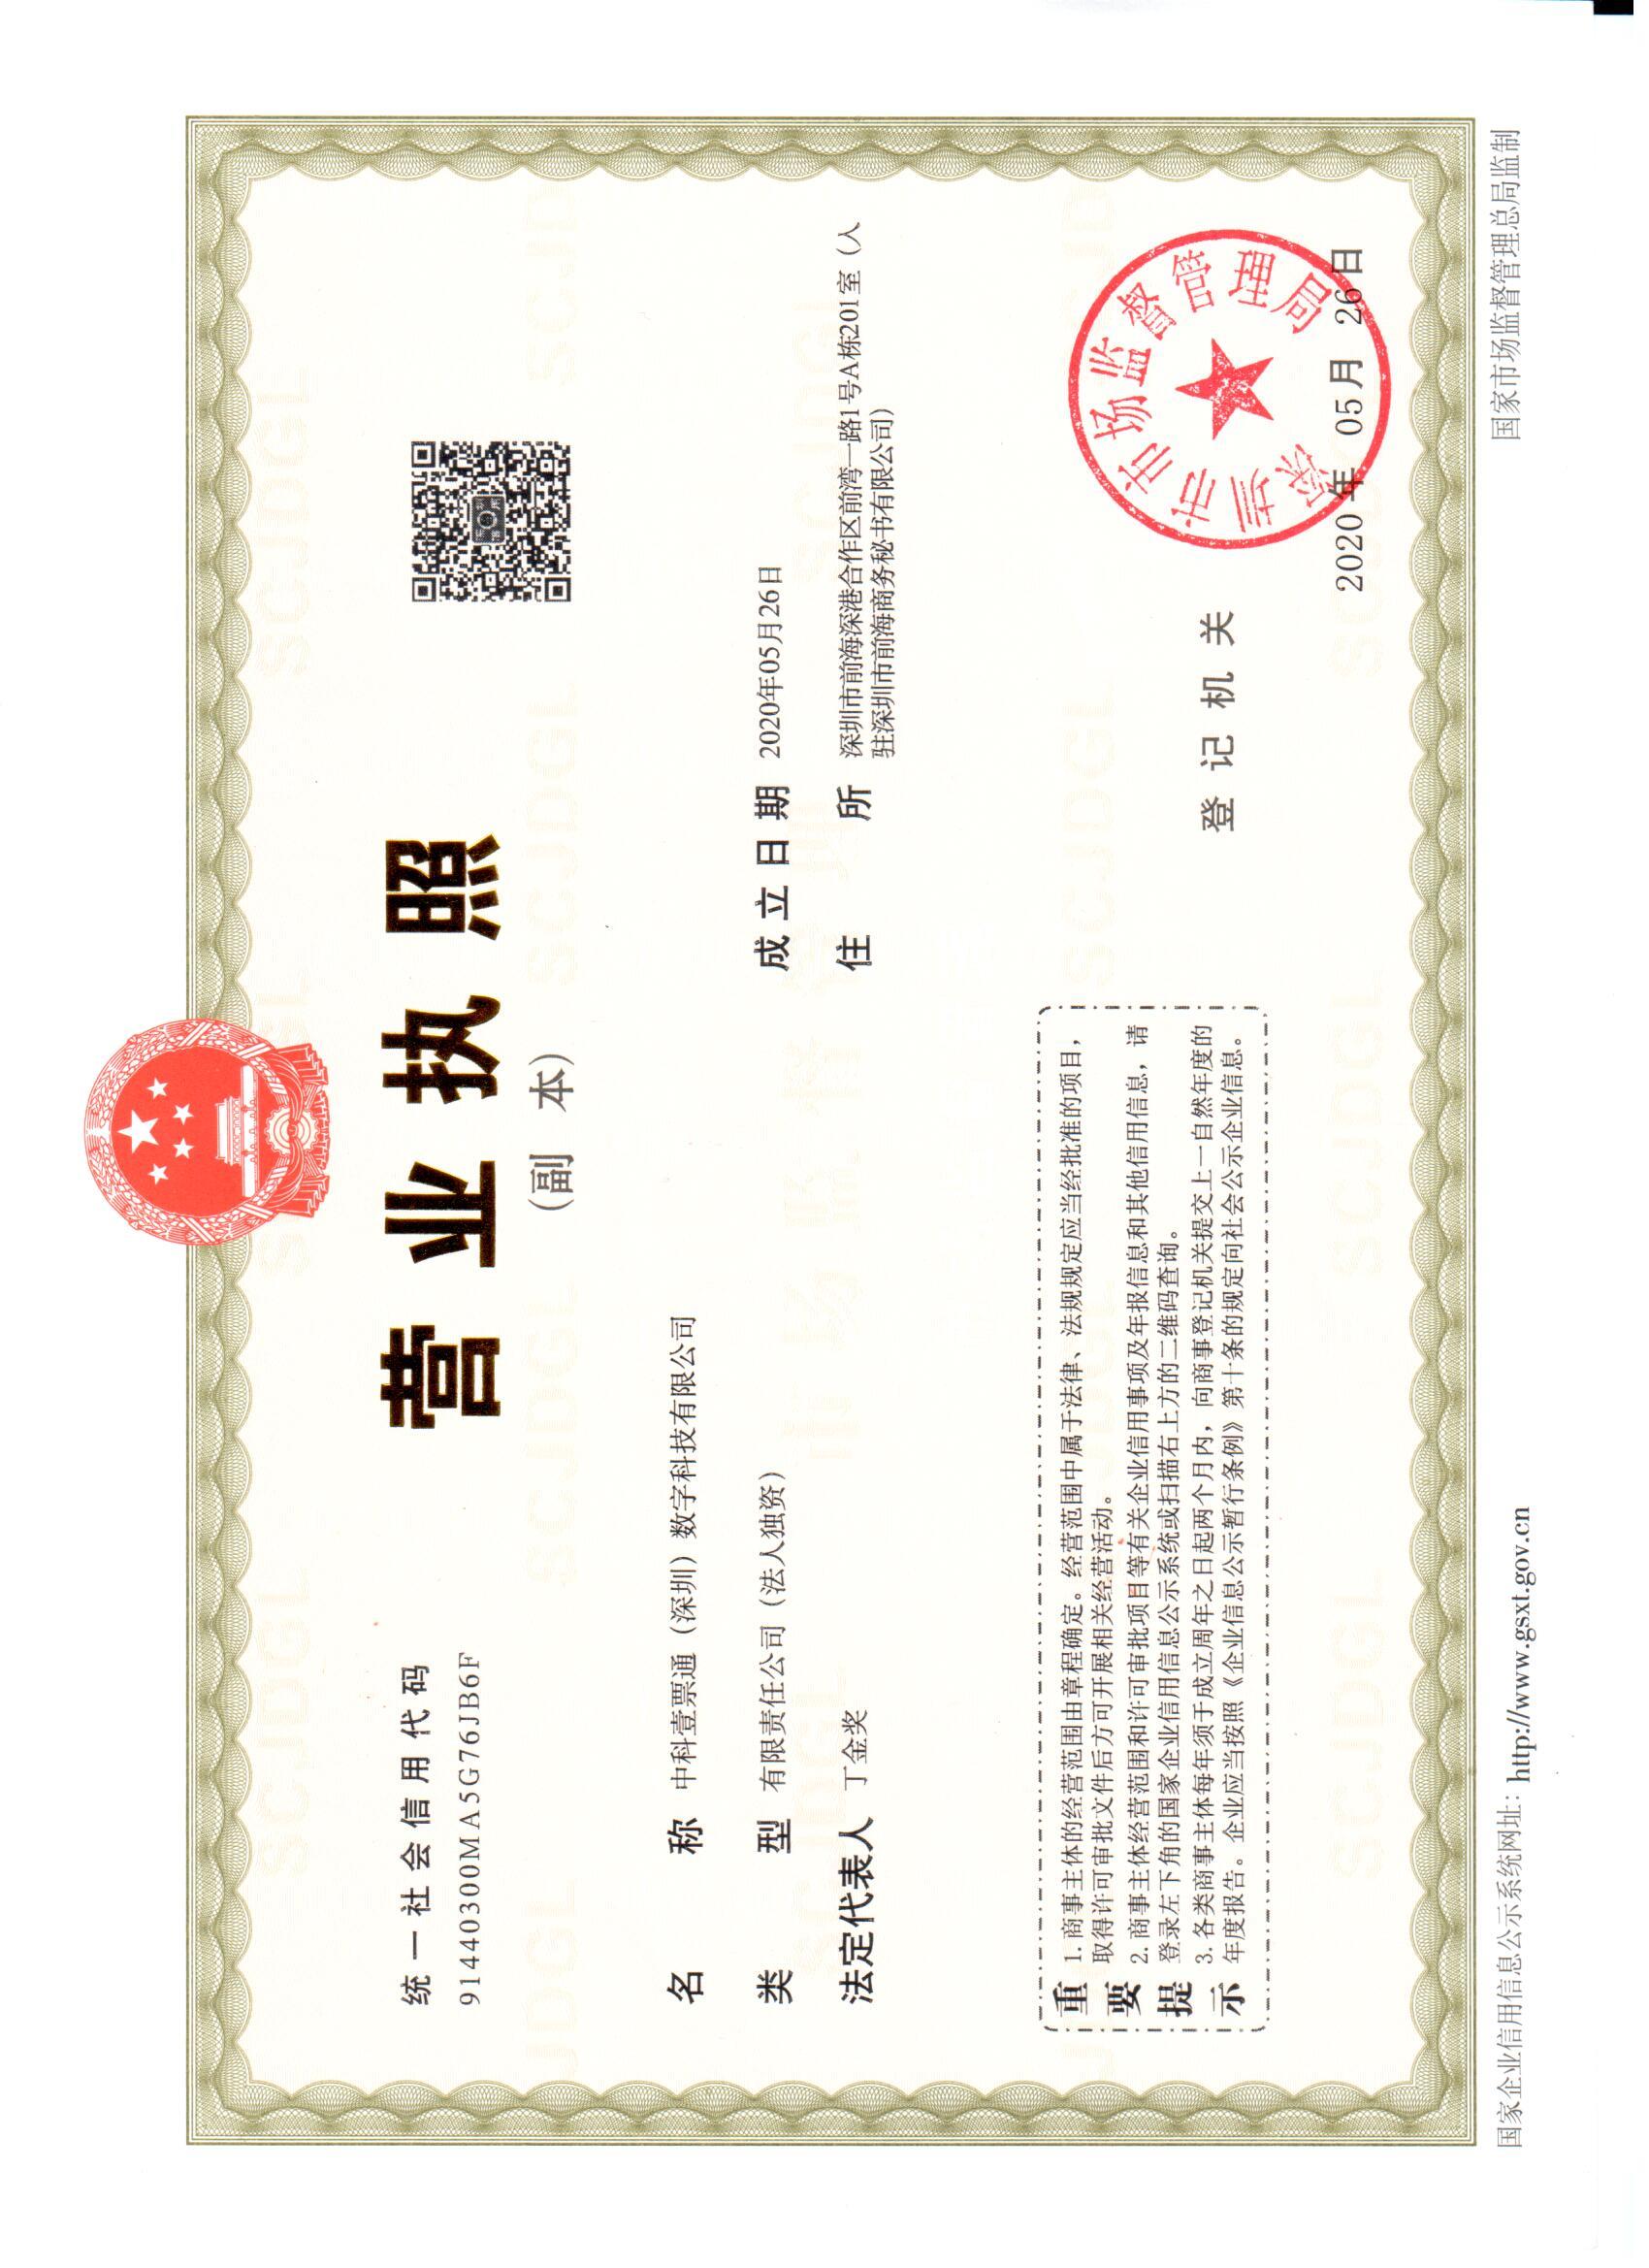 统一社会信用代码
91440300MA5G76JB6F
营业执照
(副 本)
名 称 中科壹票通（深圳）数字科技有限公司
类 型 有限责任公司（法人独资）
成立日期 2020年05月26日
法定代表人 丁金奖
住 所 深圳市前海深港合作区前湾一路1号A栋201室（入
驻深圳市前海商务秘书有限公司）
重要提示
1. 商事主体的经营范围由章程确定。经营范围中属于法律、法规规定应当经批准的项目，
取得许可审批文件后方可开展相关经营活动。
2. 商事主体经营范围和许可审批项目等有关企业信用事项及年报信息和其他信用信息，请
登录左下角的国家企业信用信息公示系统或扫描右上方的二维码查询。
3. 各类商事主体每年须于成立周年之日起两个月内，向商事登记机关提交上一自然年度的
年度报告。企业应当按照《企业信息公示暂行条例》第十条的规定向社会公示企业信息。
登记机关
深圳市市场监督管理局
2020 年 05 月 26 日
国家企业信用信息公示系统网址：http://www.gsxt.gov.cn
国家市场监督管理总局监制
SCJDGL
市场监督管理